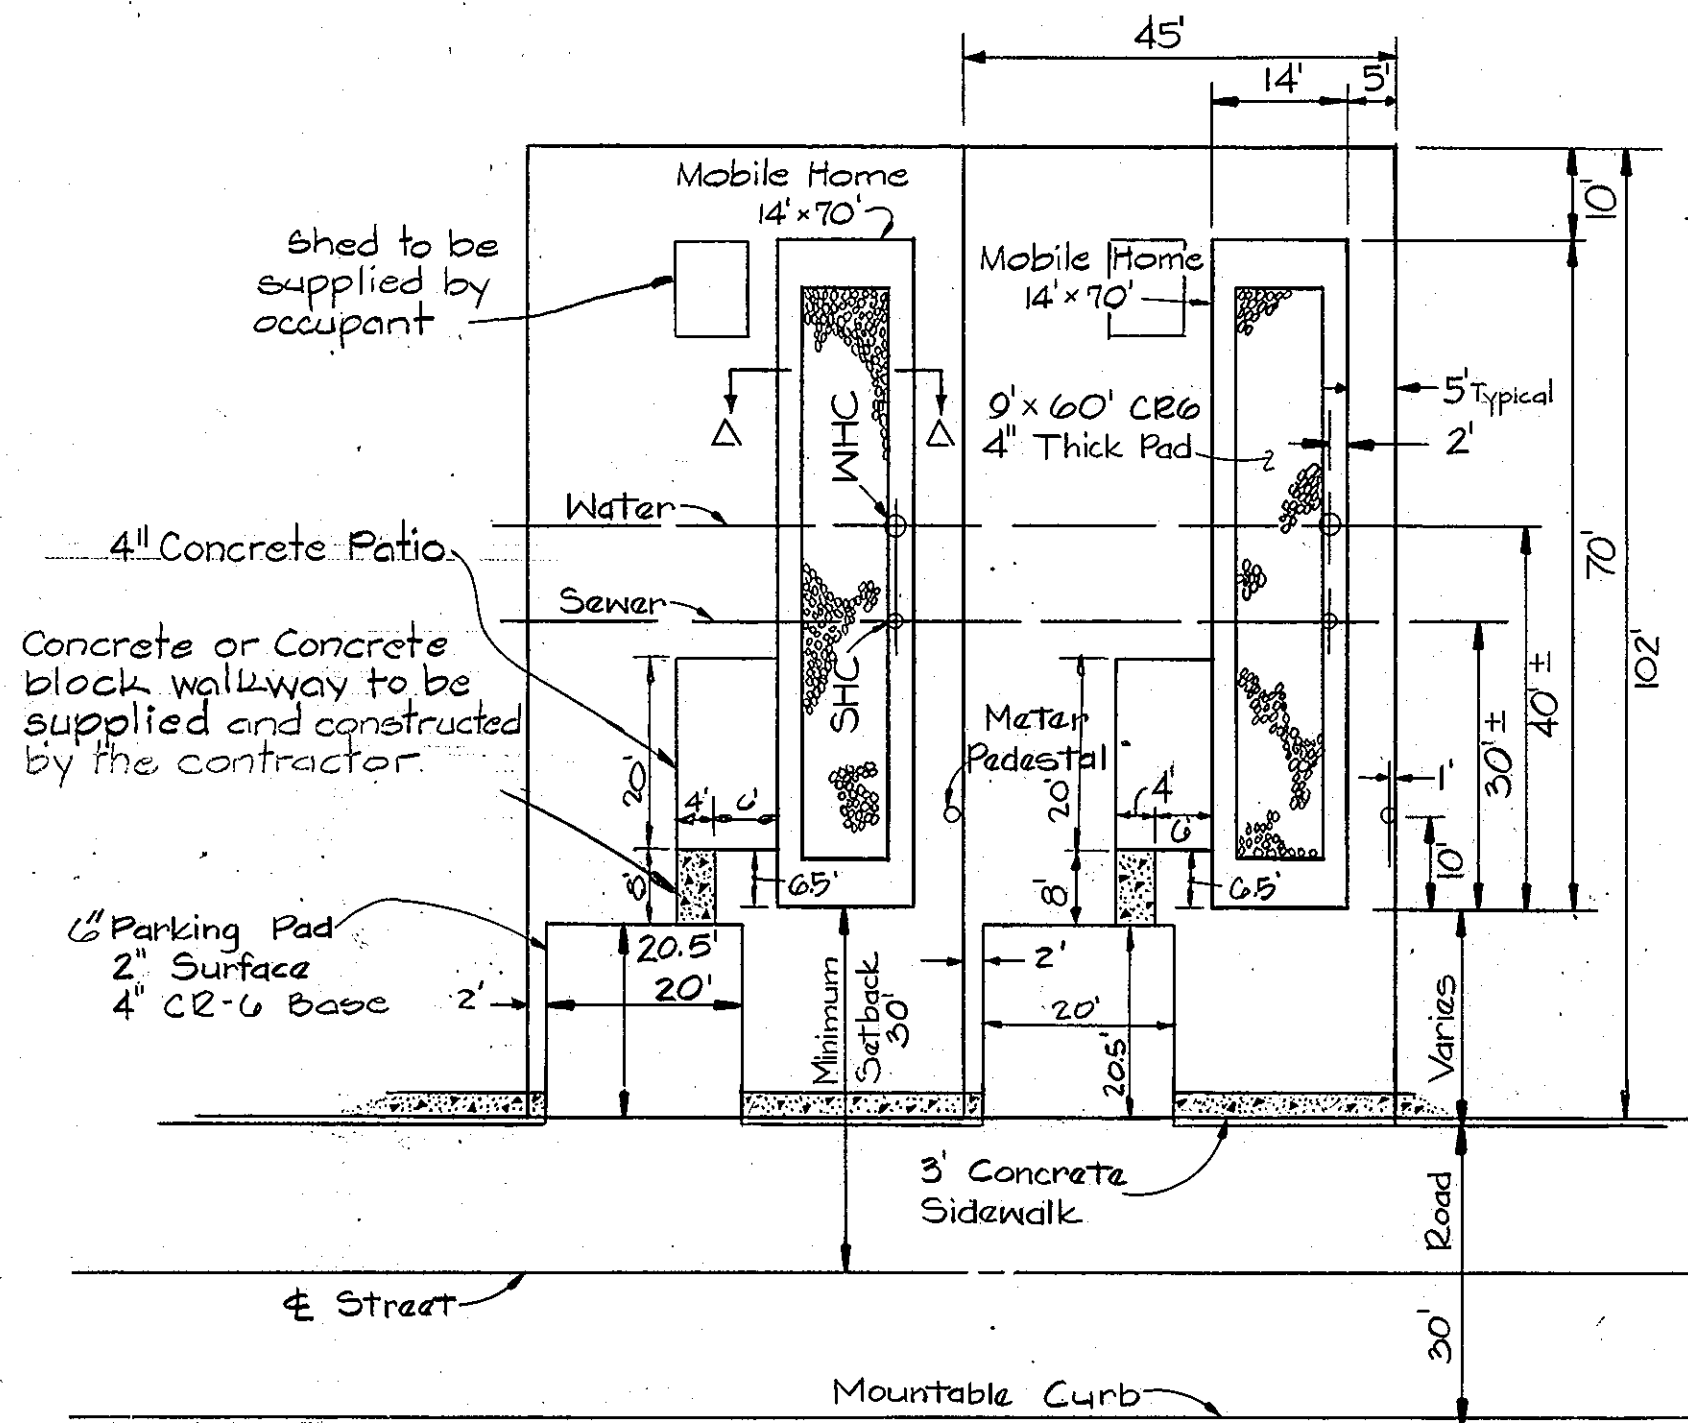 45'
14'
5'
Mobile Home
14' x 70'
10'
Shed to be
supplied by
occupant
Mobile Home
14' x 70'
5' Typical
9' x 60' CR6
4" Thick Pad
2'
WHC
Water
4" Concrete Patio
Sewer
70'
102'
40' ±
30' ±
Concrete or Concrete
block walkway to be
supplied and constructed
by the contractor.
SHC
Meter
Pedestal
20'
4'
6'
20'
4'
6'
1'
10'
8'
6.5'
8'
6.5'
6" Parking Pad
2" Surface
4" CR-6 Base
20.5'
2'
20'
Minimum
Setback
30'
2'
20'
20.5'
Varies
3' Concrete
Sidewalk
Road
℄ Street
30'
Mountable Curb